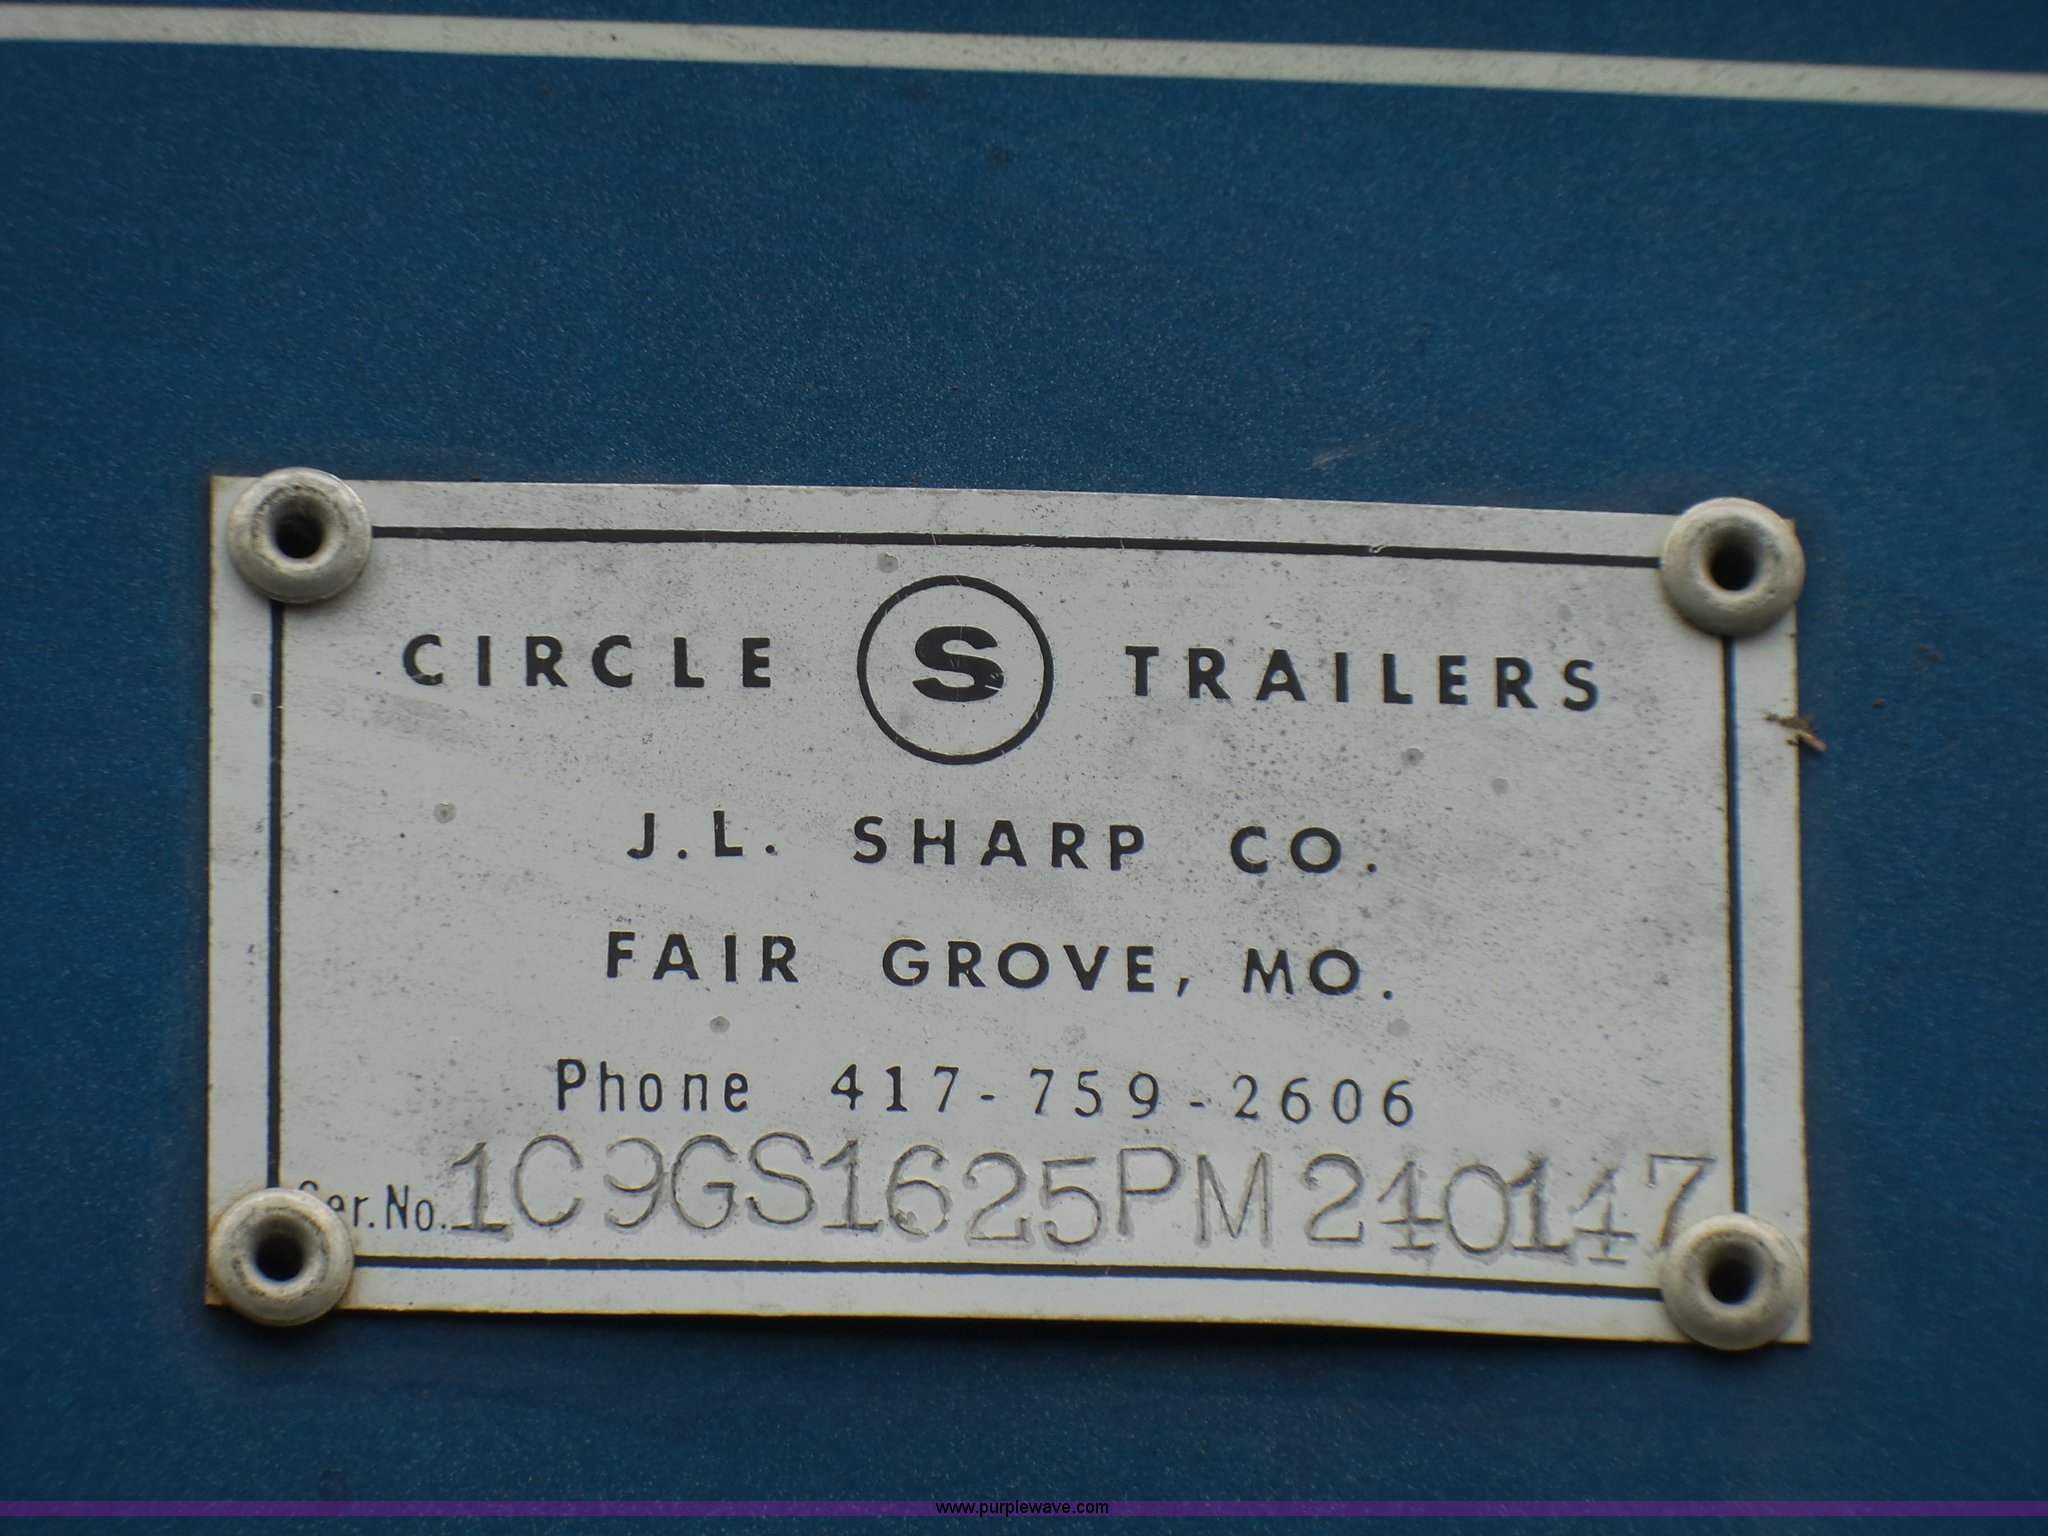 CIRCLE S TRAILERS
J.L. SHARP CO.
FAIR GROVE, MO.
Phone 417-759-2606
Ser.No. 1C9GS1625PM240147
www.purplewave.com